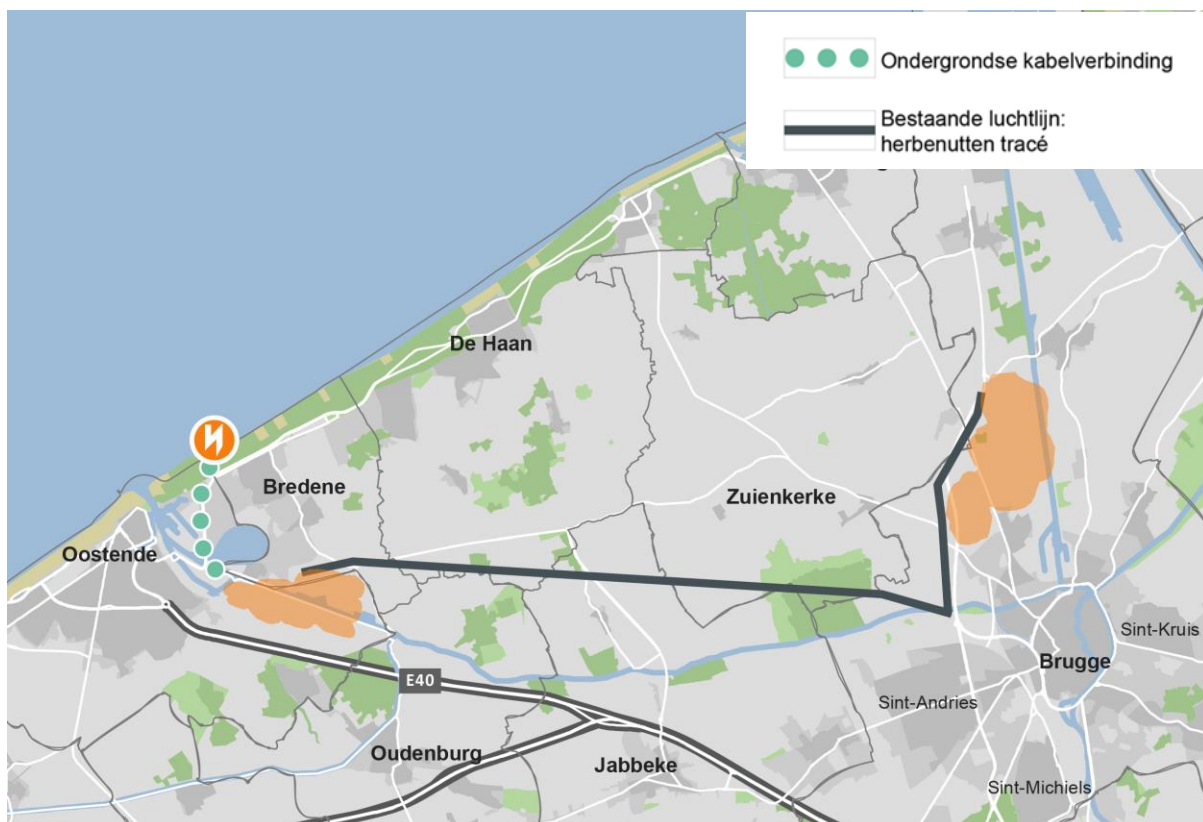 Ondergrondse kabelverbinding
Bestaande luchtlijn:
herbenutten tracé
De Haan
Bredene
Zuienkerke
Oostende
Sint-Kruis
Brugge
E40
Sint-Andries
Oudenburg
Jabbeke
Sint-Michiels